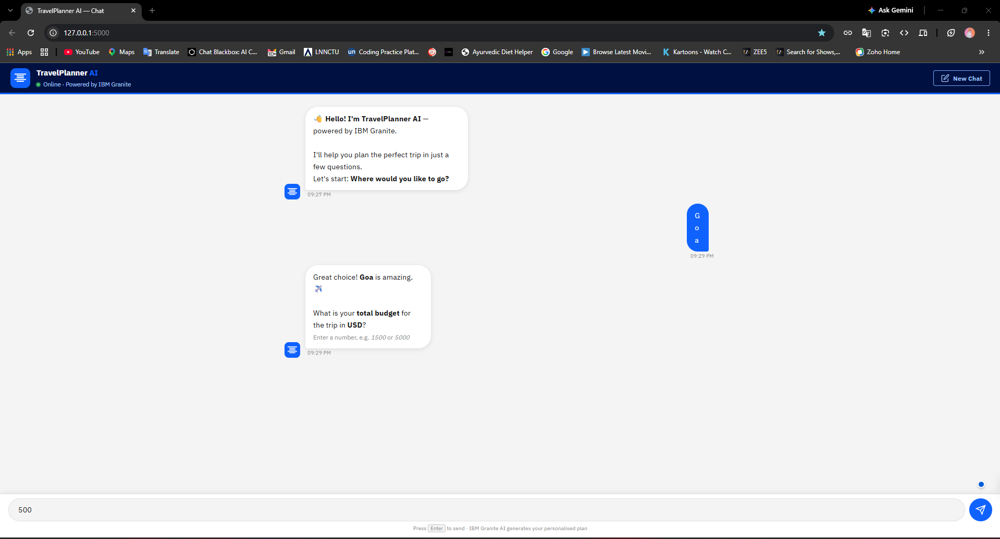 TravelPlanner AI — Chat
Ask Gemini
127.0.0.1:5000
Apps
YouTube
Maps
Translate
Chat Blackbox: AI C...
Gmail
LNNCTU
Coding Practice Plat...
Ayurvedic Diet Helper
Google
Browse Latest Movi...
Kartoons - Watch C...
ZEE5
Search for Shows,...
Zoho Home
TravelPlanner AI
Online · Powered by IBM Granite
New Chat
👋 Hello! I'm TravelPlanner AI —
powered by IBM Granite.
I'll help you plan the perfect trip in just a
few questions.
Let's start: Where would you like to go?
09:27 PM
G
o
a
09:29 PM
Great choice! Goa is amazing.
✈️
What is your total budget for
the trip in USD?
Enter a number, e.g. 1500 or 5000
09:29 PM
500
Press Enter to send · IBM Granite AI generates your personalised plan